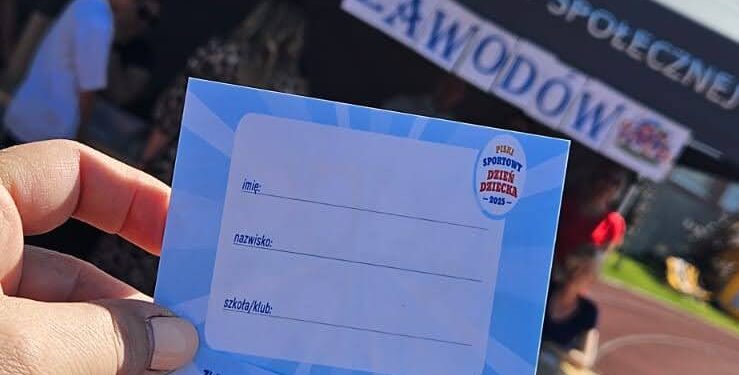 SPOŁECZNEJ
ZAWODÓW
PISKI
SPORTOWY
DZIEŃ
DZIECKA
- 2025 -
imię:
nazwisko:
szkoła/klub: